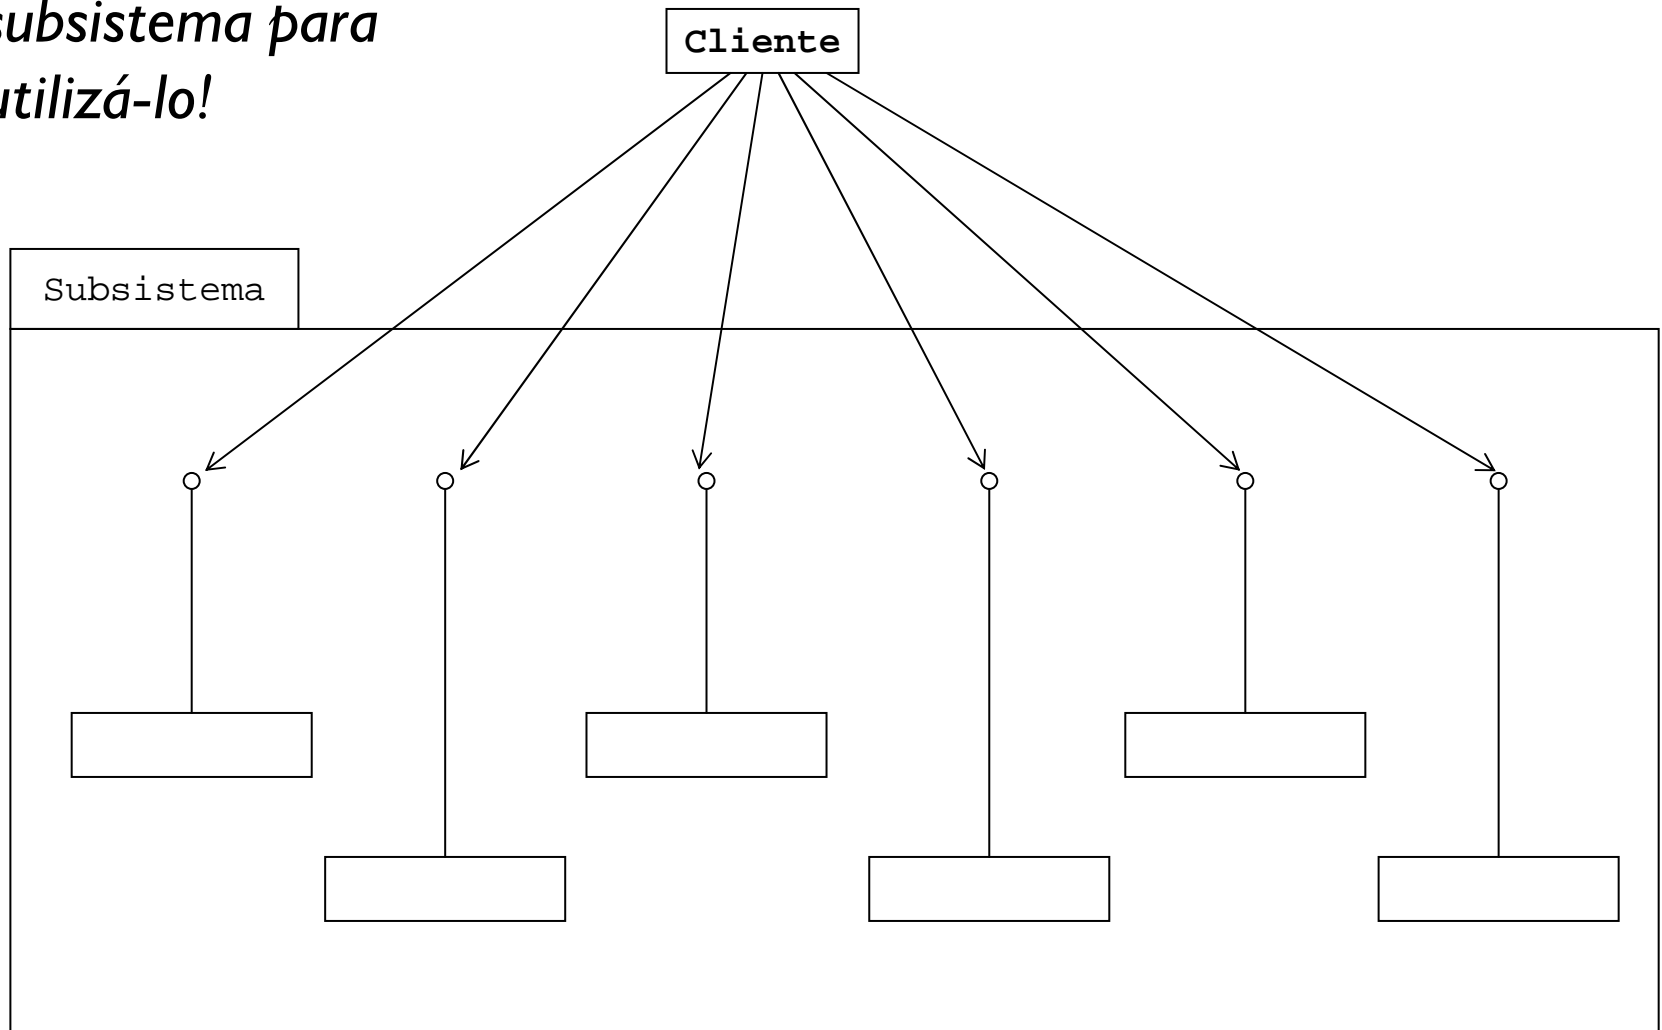 subsistema para
utilizá-lo!
Cliente
Subsistema